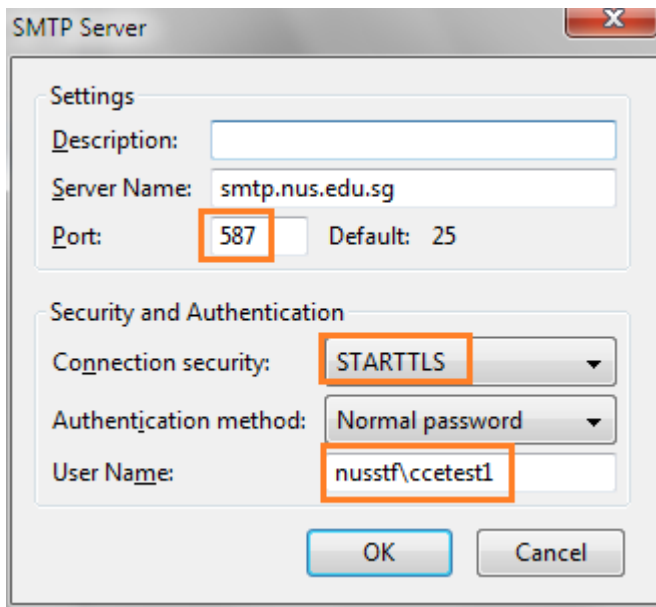 SMTP Server
Settings
Description:
Server Name: smtp.nus.edu.sg
Port: 587 Default: 25
Security and Authentication
Connection security: STARTTLS
Authentication method: Normal password
User Name: nusstf\ccetest1
OK Cancel